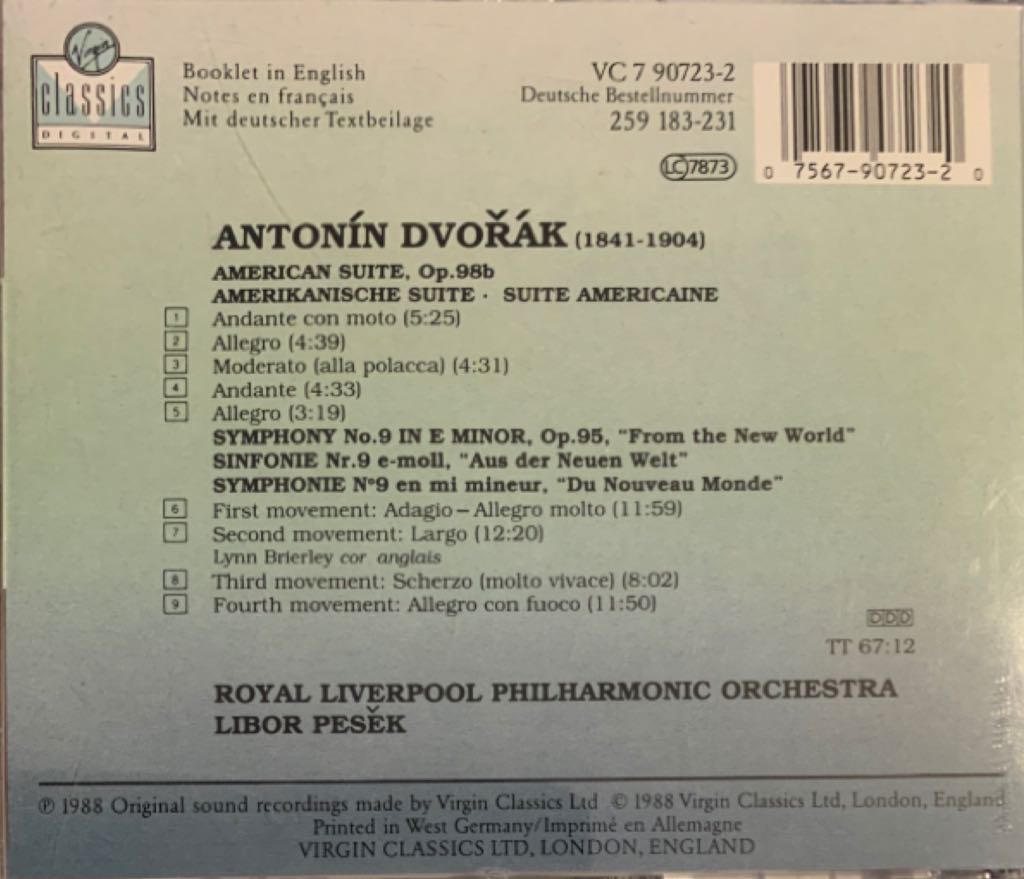 Virgin
classics
DIGITAL
Booklet in English
Notes en français
Mit deutscher Textbeilage
VC 7 90723-2
Deutsche Bestellnummer
259 183-231
LC 7873
0 7567-90723-2 0
ANTONÍN DVOŘÁK (1841-1904)
AMERICAN SUITE, Op.98b
AMERIKANISCHE SUITE · SUITE AMERICAINE
1 Andante con moto (5:25)
2 Allegro (4:39)
3 Moderato (alla polacca) (4:31)
4 Andante (4:33)
5 Allegro (3:19)
SYMPHONY No.9 IN E MINOR, Op.95, "From the New World"
SINFONIE Nr.9 e-moll, "Aus der Neuen Welt"
SYMPHONIE N°9 en mi mineur, "Du Nouveau Monde"
6 First movement: Adagio – Allegro molto (11:59)
7 Second movement: Largo (12:20)
Lynn Brierley cor anglais
8 Third movement: Scherzo (molto vivace) (8:02)
9 Fourth movement: Allegro con fuoco (11:50)
DDD
TT 67:12
ROYAL LIVERPOOL PHILHARMONIC ORCHESTRA
LIBOR PESĚK
℗ 1988 Original sound recordings made by Virgin Classics Ltd © 1988 Virgin Classics Ltd, London, England
Printed in West Germany/Imprimé en Allemagne
VIRGIN CLASSICS LTD, LONDON, ENGLAND